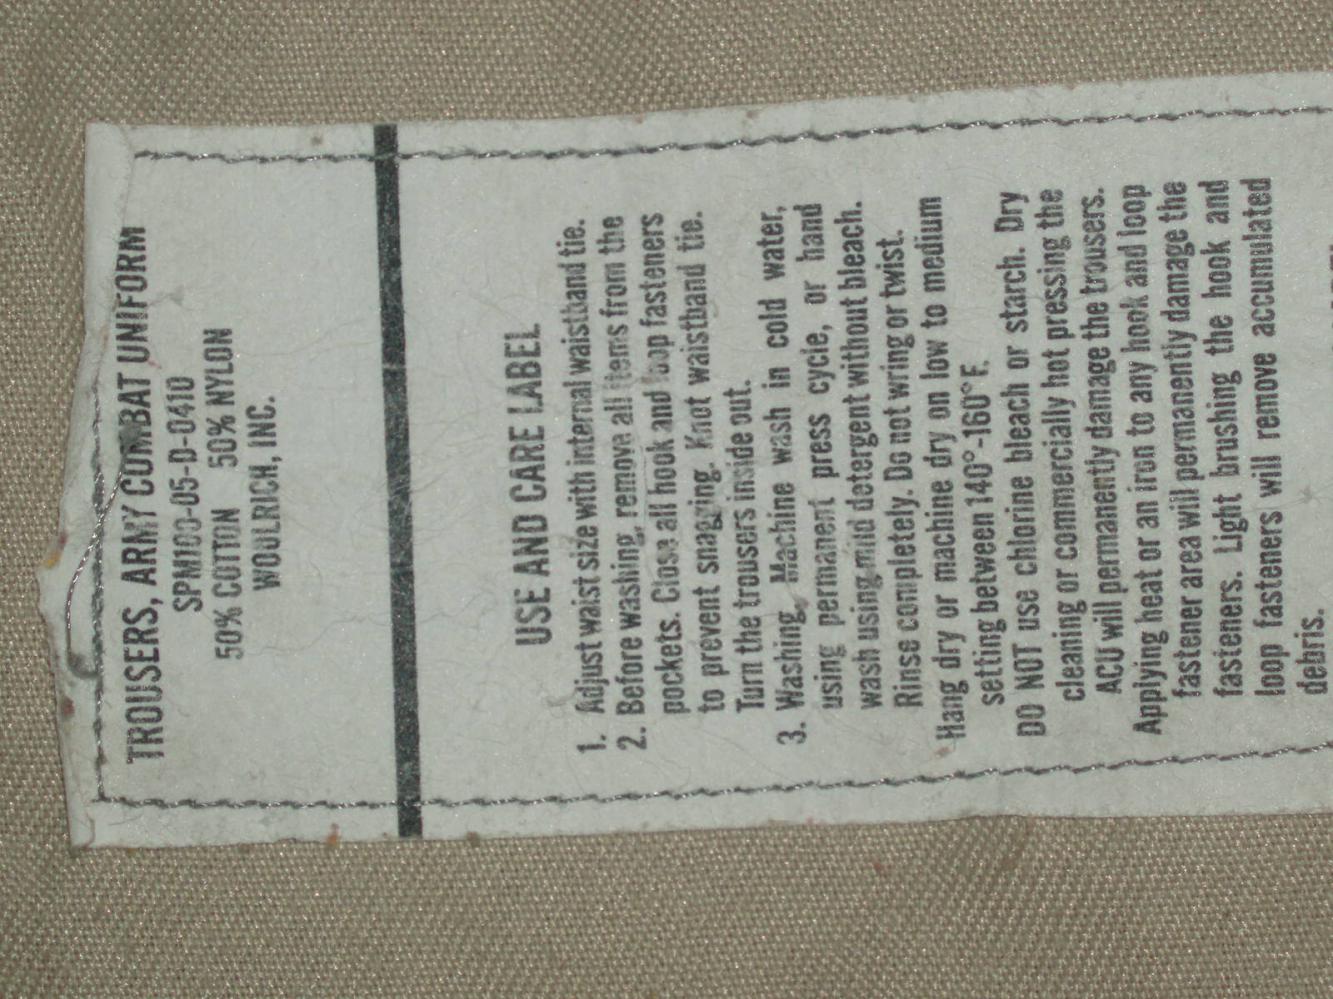 TROUSERS, ARMY COMBAT UNIFORM
SPM100-05-D-0410
50% COTTON 50% NYLON
WOOLRICH, INC.
USE AND CARE LABEL
1. Adjust waist size with internal waistband tie.
2. Before washing, remove all items from the
pockets. Close all hook and loop fasteners
to prevent snagging. Knot waistband tie.
Turn the trousers inside out.
3. Washing, Machine wash in cold water,
using permanent press cycle, or hand
wash using mild detergent without bleach.
Rinse completely. Do not wring or twist.
Hang dry or machine dry on low to medium
setting between 140°-160° F.
DO NOT use chlorine bleach or starch. Dry
cleaning or commercially hot pressing the
ACU will permanently damage the trousers.
Applying heat or an iron to any hook and loop
fastener area will permanently damage the
fasteners. Light brushing the hook and
loop fasteners will remove accumulated
debris.